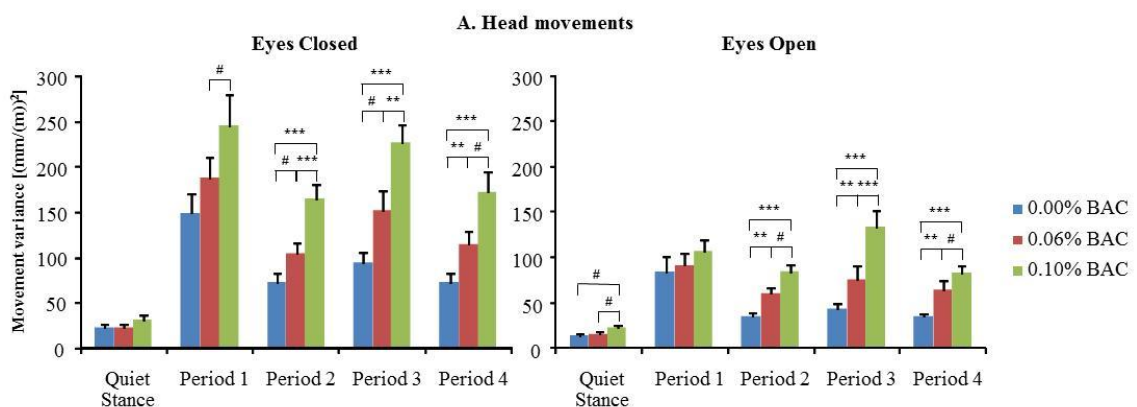 A. Head movements
Eyes Closed
Eyes Open
Movement variance [(mm/(m))²]
300
250
200
150
100
50
0
#
***
# ***
***
# **
***
** #
Quiet
Stance
Period 1
Period 2
Period 3
Period 4
300
250
200
150
100
50
0
#
#
***
** #
***
** ***
***
** #
Quiet
Stance
Period 1
Period 2
Period 3
Period 4
0.00% BAC
0.06% BAC
0.10% BAC